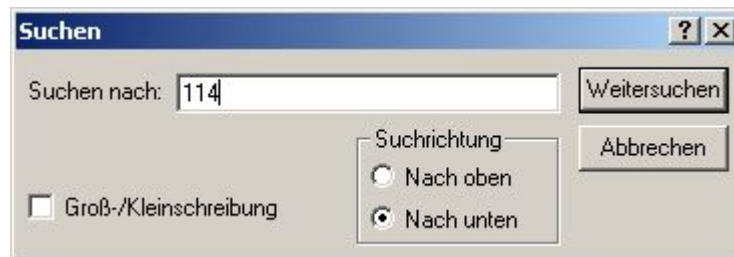 Suchen
Suchen nach: 114
Weitersuchen
Suchrichtung
Abbrechen
Nach oben
Groß-/Kleinschreibung
Nach unten